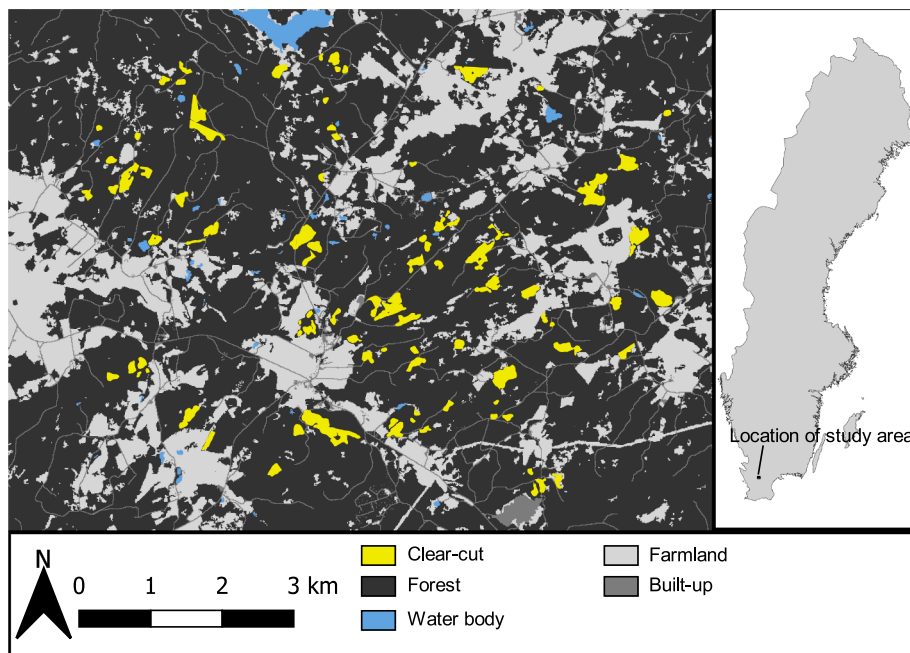 Location of study area
N
0 1 2 3 km
Clear-cut
Forest
Water body
Farmland
Built-up